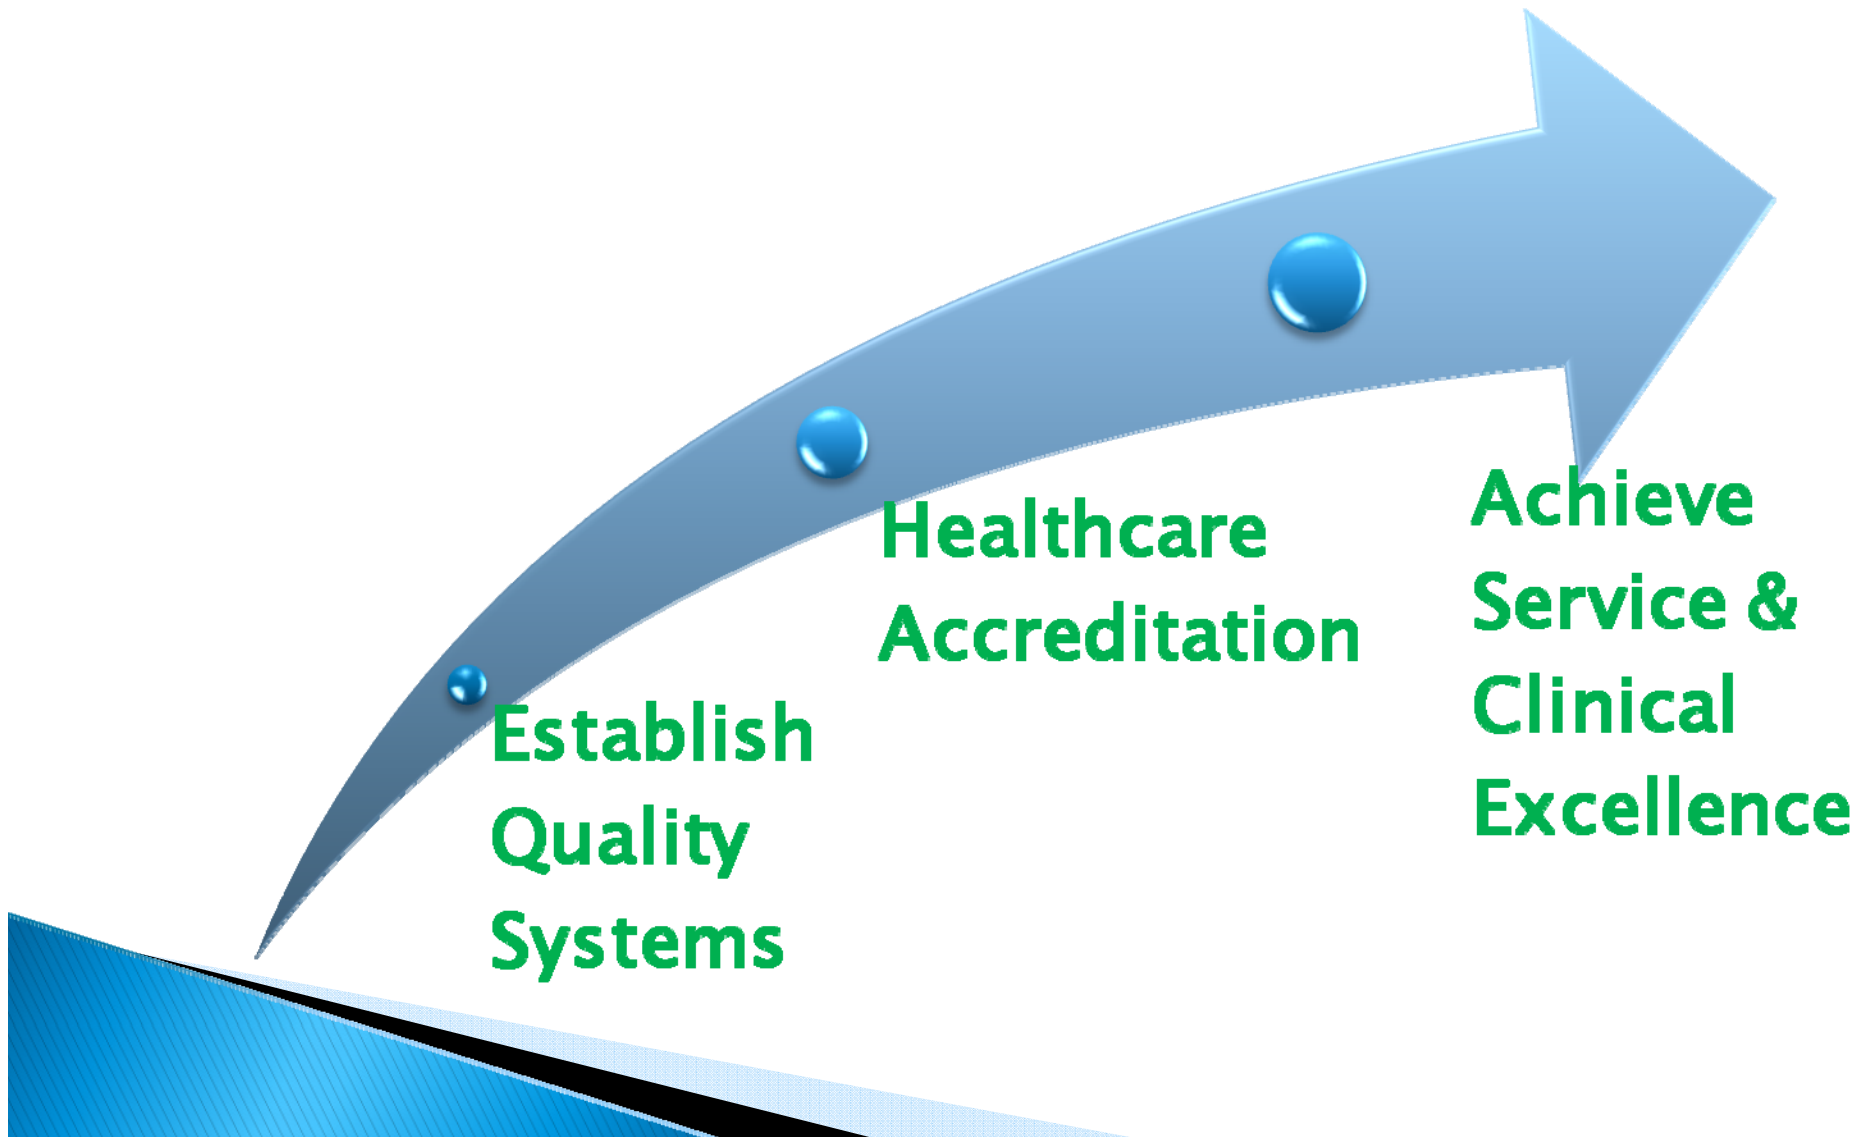 Establish
Quality
Systems
Healthcare
Accreditation
Achieve
Service &
Clinical
Excellence